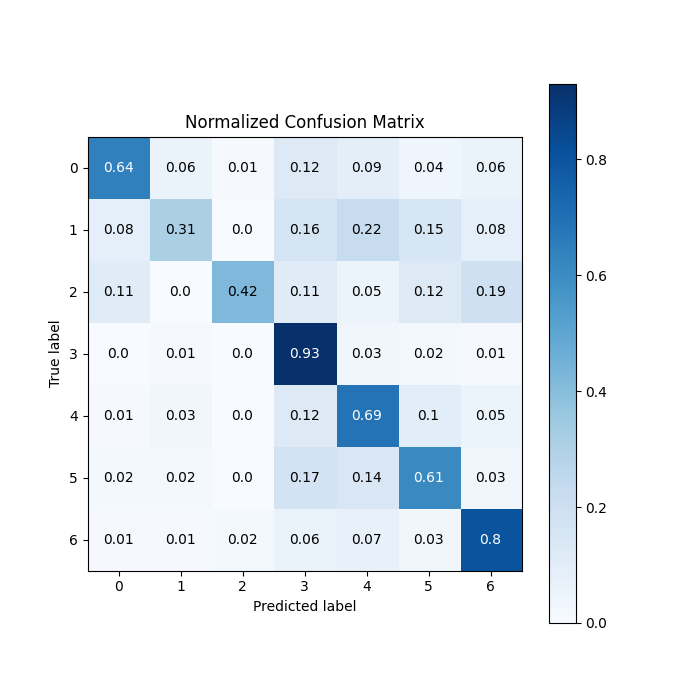 Normalized Confusion Matrix
True label
0 0.64 0.06 0.01 0.12 0.09 0.04 0.06
1 0.08 0.31 0.0 0.16 0.22 0.15 0.08
2 0.11 0.0 0.42 0.11 0.05 0.12 0.19
3 0.0 0.01 0.0 0.93 0.03 0.02 0.01
4 0.01 0.03 0.0 0.12 0.69 0.1 0.05
5 0.02 0.02 0.0 0.17 0.14 0.61 0.03
6 0.01 0.01 0.02 0.06 0.07 0.03 0.8
0 1 2 3 4 5 6
Predicted label
0.8
0.6
0.4
0.2
0.0